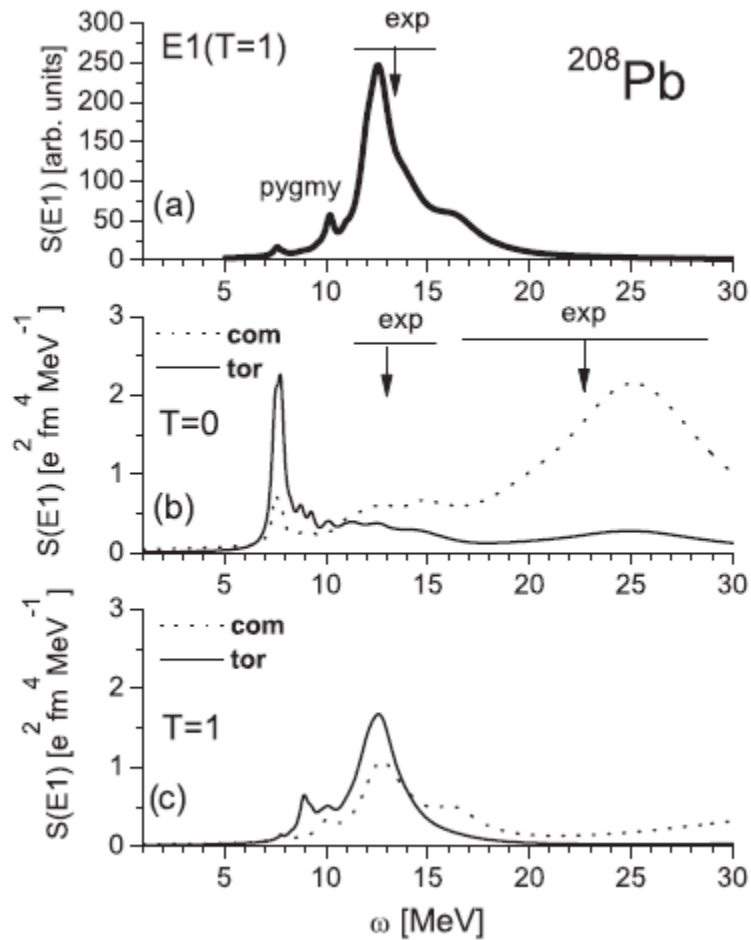 E1(T=1)
exp
²⁰⁸Pb
S(E1) [arb. units]
300
250
200
150
100
50
0
pygmy
(a)
5 10 15 20 25 30
S(E1) [e² fm⁴ MeV⁻¹]
3
2
1
0
com
tor
exp
exp
T=0
(b)
5 10 15 20 25 30
S(E1) [e² fm⁴ MeV⁻¹]
3
2
1
0
com
tor
T=1
(c)
5 10 15 20 25 30
ω [MeV]